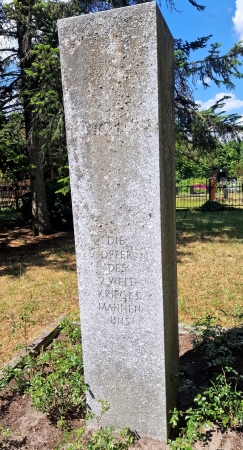 DIE
OPFER
DES
2.WELT
KRIEGES
MAHNEN
UNS